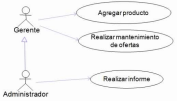 Agregar producto
Gerente
Realizar mantenimiento
de ofertas
Realizar informe
Administrador